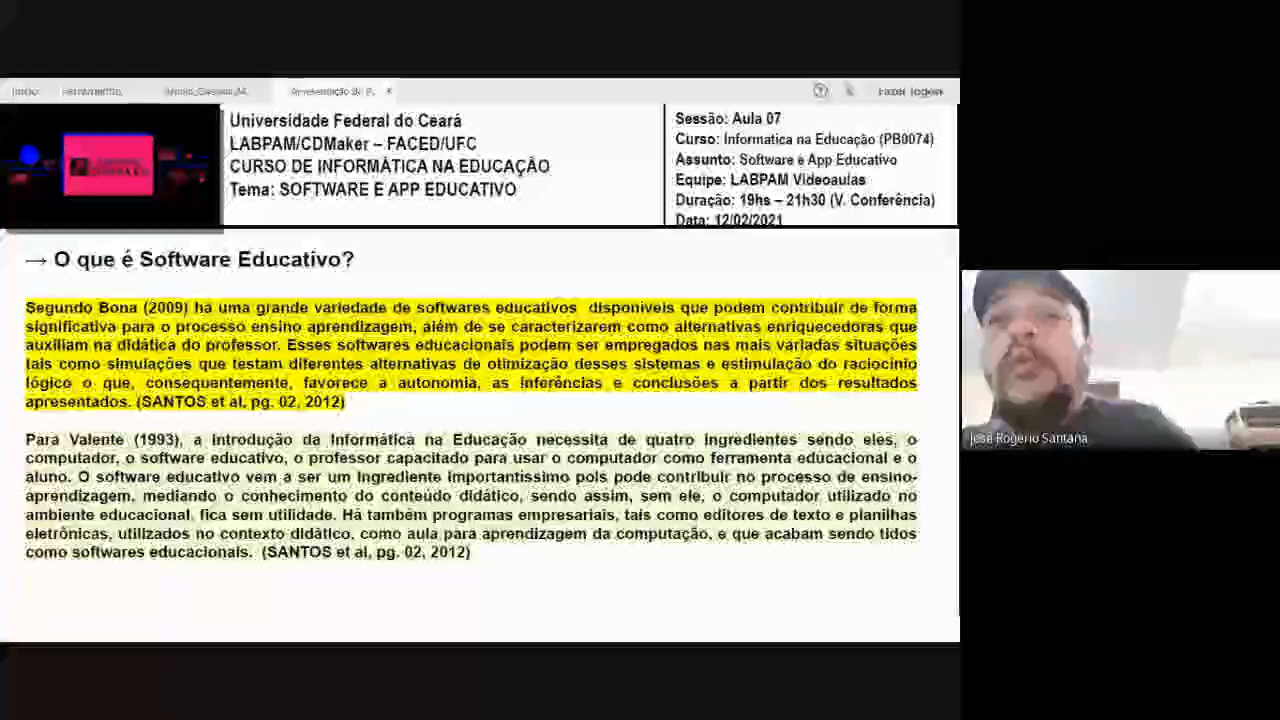 Universidade Federal do Ceará
LABPAM/CDMaker – FACED/UFC
CURSO DE INFORMÁTICA NA EDUCAÇÃO
Tema: SOFTWARE E APP EDUCATIVO
Sessão: Aula 07
Curso: Informatica na Educação (PB0074)
Assunto: Software e App Educativo
Equipe: LABPAM Videoaulas
Duração: 19hs – 21h30 (V. Conferência)
Data: 12/02/2021
→ O que é Software Educativo?
Segundo Bona (2009) há uma grande variedade de softwares educativos disponíveis que podem contribuir de forma
significativa para o processo ensino aprendizagem, além de se caracterizarem como alternativas enriquecedoras que
auxiliam na didática do professor. Esses softwares educacionais podem ser empregados nas mais variadas situações
tais como simulações que testam diferentes alternativas de otimização desses sistemas e estimulação do raciocínio
lógico o que, consequentemente, favorece a autonomia, as inferências e conclusões a partir dos resultados
apresentados. (SANTOS et al, pg. 02, 2012)
Para Valente (1993), a introdução da Informática na Educação necessita de quatro ingredientes sendo eles, o
computador, o software educativo, o professor capacitado para usar o computador como ferramenta educacional e o
aluno. O software educativo vem a ser um ingrediente importantíssimo pois pode contribuir no processo de ensino-
aprendizagem, mediando o conhecimento do conteúdo didático, sendo assim, sem ele, o computador utilizado no
ambiente educacional, fica sem utilidade. Há também programas empresariais, tais como editores de texto e planilhas
eletrônicas, utilizados no contexto didático, como aula para aprendizagem da computação, e que acabam sendo tidos
como softwares educacionais. (SANTOS et al, pg. 02, 2012)
José Rogério Santana